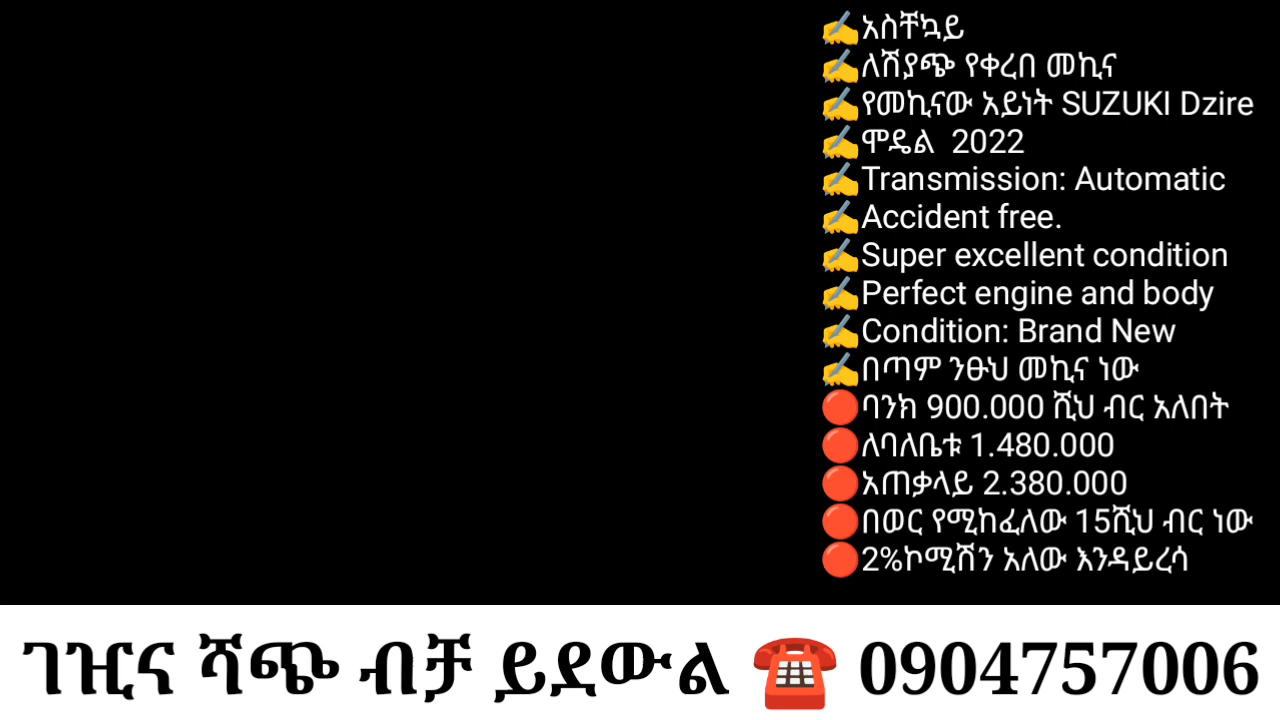 ✍️አስቸኳይ
✍️ለሽያጭ የቀረበ መኪና
✍️የመኪናው አይነት SUZUKI Dzire
✍️ሞዴል  2022
✍️Transmission: Automatic
✍️Accident free.
✍️Super excellent condition
✍️Perfect engine and body
✍️Condition: Brand New
✍️በጣም ንፁህ መኪና ነው
🔴ባንክ 900.000 ሺህ ብር አለበት
🔴ለባለቤቱ 1.480.000
🔴አጠቃላይ 2.380.000
🔴በወር የሚከፈለው 15ሺህ ብር ነው
🔴2%ኮሚሽን አለው እንዳይረሳ
ገዢና ሻጭ ብቻ ይደውል ☎️ 0904757006